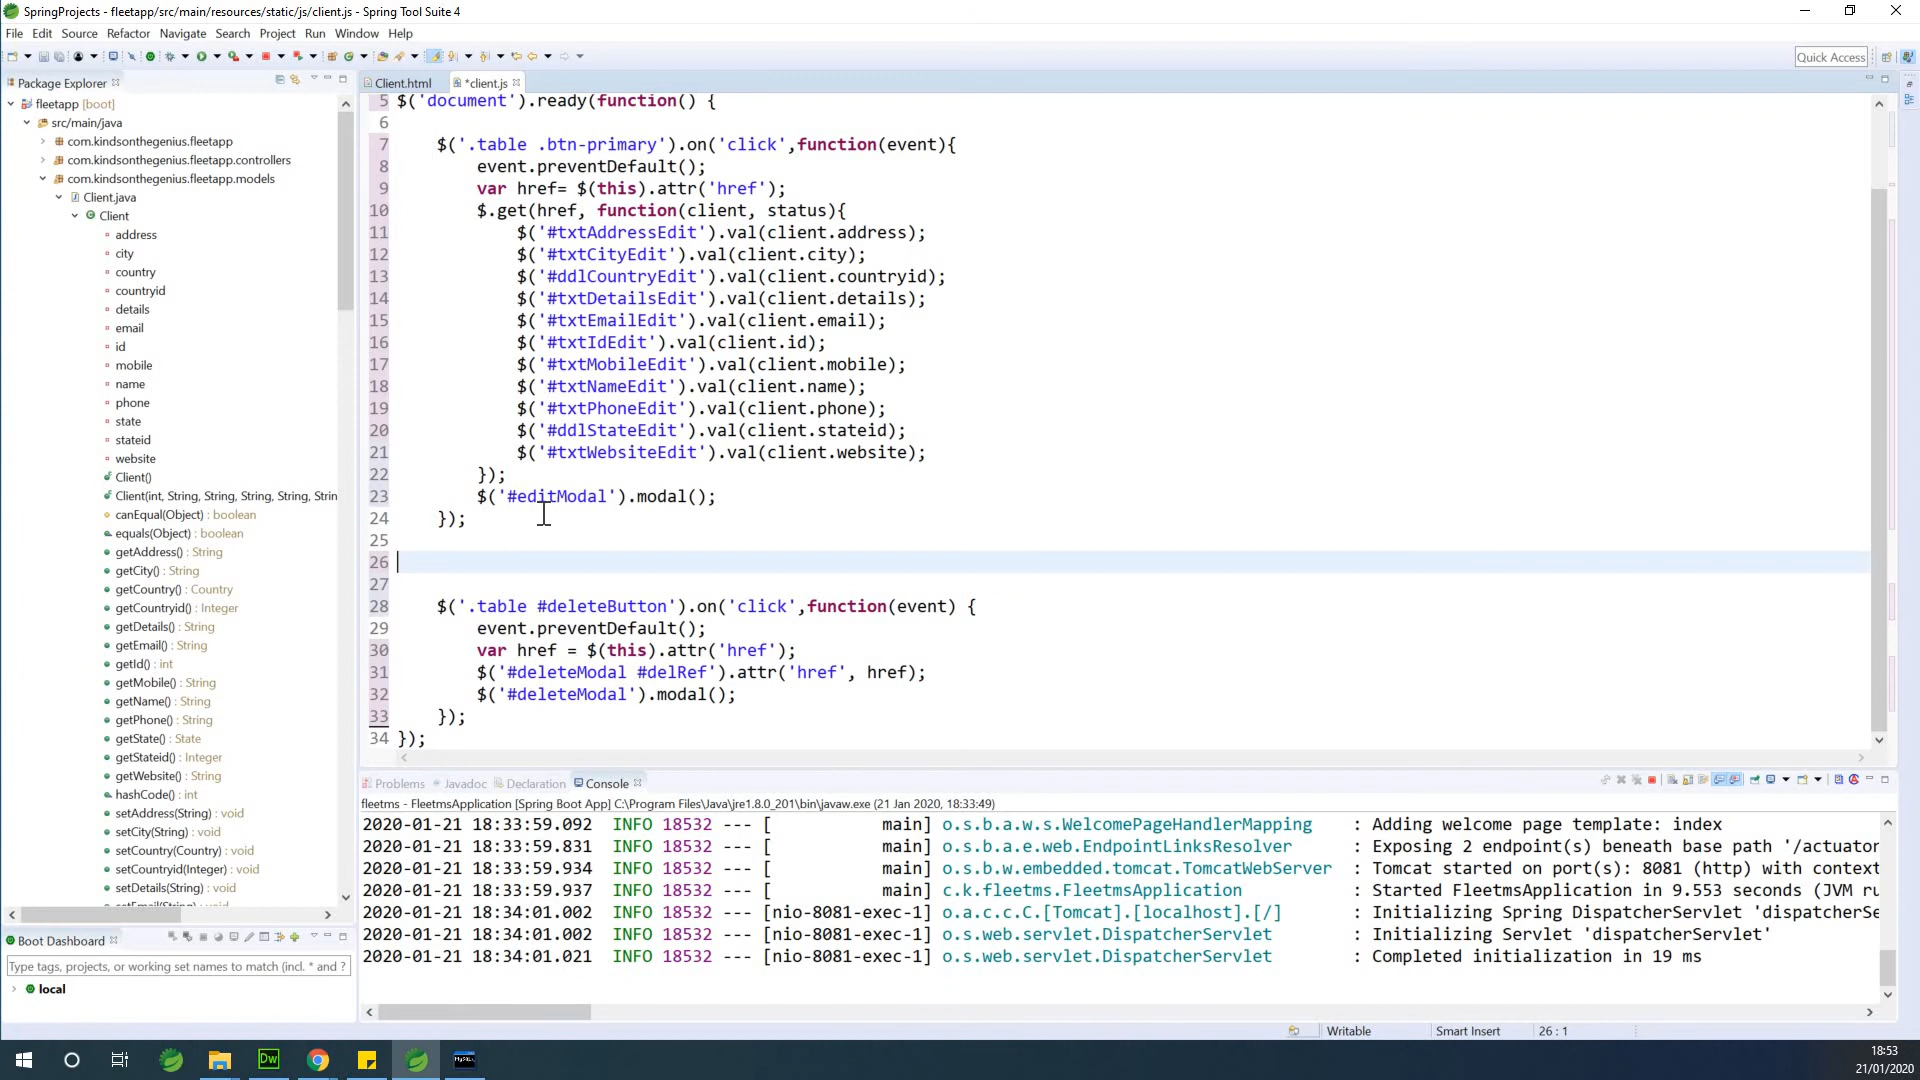 SpringProjects - fleetapp/src/main/resources/static/js/client.js - Spring Tool Suite 4
File Edit Source Refactor Navigate Search Project Run Window Help
Quick Access
Package Explorer
Client.html
*client.js
fleetapp [boot]
src/main/java
com.kindsonthegenius.fleetapp
com.kindsonthegenius.fleetapp.controllers
com.kindsonthegenius.fleetapp.models
Client.java
Client
address
city
country
countryid
details
email
id
mobile
name
phone
state
stateid
website
Client()
Client(int, String, String, String, String, Strin
canEqual(Object) : boolean
equals(Object) : boolean
getAddress() : String
getCity() : String
getCountry() : Country
getCountryid() : Integer
getDetails() : String
getEmail() : String
getId() : int
getMobile() : String
getName() : String
getPhone() : String
getState() : State
getStateid() : Integer
getWebsite() : String
hashCode() : int
setAddress(String) : void
setCity(String) : void
setCountry(Country) : void
setCountryid(Integer) : void
setDetails(String) : void
setEmail(String) : void
5 $('document').ready(function() {
6
7 $('.table .btn-primary').on('click',function(event){
8 event.preventDefault();
9 var href= $(this).attr('href');
10 $.get(href, function(client, status){
11 $('#txtAddressEdit').val(client.address);
12 $('#txtCityEdit').val(client.city);
13 $('#ddlCountryEdit').val(client.countryid);
14 $('#txtDetailsEdit').val(client.details);
15 $('#txtEmailEdit').val(client.email);
16 $('#txtIdEdit').val(client.id);
17 $('#txtMobileEdit').val(client.mobile);
18 $('#txtNameEdit').val(client.name);
19 $('#txtPhoneEdit').val(client.phone);
20 $('#ddlStateEdit').val(client.stateid);
21 $('#txtWebsiteEdit').val(client.website);
22 });
23 $('#editModal').modal();
24 });
25
26
27
28 $('.table #deleteButton').on('click',function(event) {
29 event.preventDefault();
30 var href = $(this).attr('href');
31 $('#deleteModal #delRef').attr('href', href);
32 $('#deleteModal').modal();
33 });
34 });
Problems Javadoc Declaration Console
fleetms - FleetmsApplication [Spring Boot App] C:\Program Files\Java\jre1.8.0_201\bin\javaw.exe (21 Jan 2020, 18:33:49)
2020-01-21 18:33:59.092 INFO 18532 --- [ main] o.s.b.a.w.s.WelcomePageHandlerMapping : Adding welcome page template: index
2020-01-21 18:33:59.831 INFO 18532 --- [ main] o.s.b.a.e.web.EndpointLinksResolver : Exposing 2 endpoint(s) beneath base path '/actuator
2020-01-21 18:33:59.934 INFO 18532 --- [ main] o.s.b.w.embedded.tomcat.TomcatWebServer : Tomcat started on port(s): 8081 (http) with context
2020-01-21 18:33:59.937 INFO 18532 --- [ main] c.k.fleetms.FleetmsApplication : Started FleetmsApplication in 9.553 seconds (JVM ru
2020-01-21 18:34:01.002 INFO 18532 --- [nio-8081-exec-1] o.a.c.c.C.[Tomcat].[localhost].[/] : Initializing Spring DispatcherServlet 'dispatcherSe
2020-01-21 18:34:01.002 INFO 18532 --- [nio-8081-exec-1] o.s.web.servlet.DispatcherServlet : Initializing Servlet 'dispatcherServlet'
2020-01-21 18:34:01.021 INFO 18532 --- [nio-8081-exec-1] o.s.web.servlet.DispatcherServlet : Completed initialization in 19 ms
Boot Dashboard
Type tags, projects, or working set names to match (incl. * and ?
local
Writable
Smart Insert
26 : 1
Dw
MySQL
18:53
21/01/2020